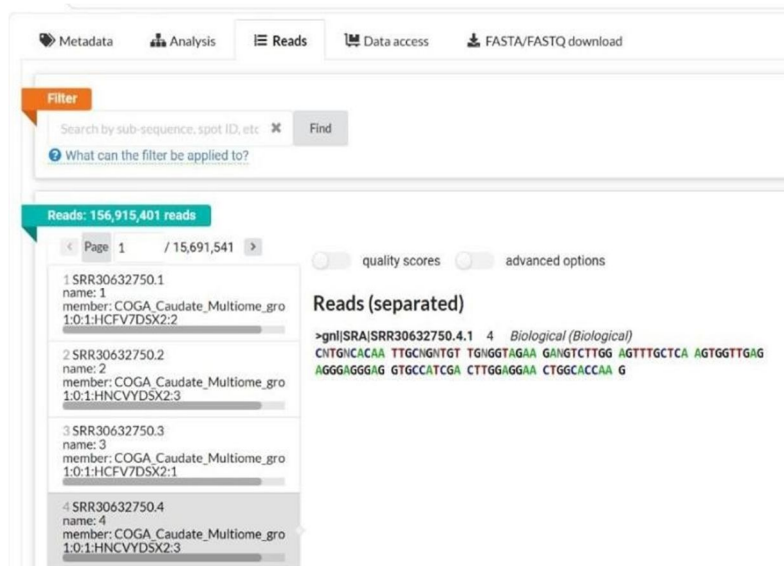 Metadata Analysis Reads Data access FASTA/FASTQ download
Filter
Search by sub-sequence, spot ID, etc Find
What can the filter be applied to?
Reads: 156,915,401 reads
Page 1 / 15,691,541
1 SRR30632750.1
name: 1
member: COGA_Caudate_Multiome_gro
1:0:1:HCFV7DSX2:2
2 SRR30632750.2
name: 2
member: COGA_Caudate_Multiome_gro
1:0:1:HNCVYDSX2:3
3 SRR30632750.3
name: 3
member: COGA_Caudate_Multiome_gro
1:0:1:HCFV7DSX2:1
4 SRR30632750.4
name: 4
member: COGA_Caudate_Multiome_gro
1:0:1:HNCVYDSX2:3
quality scores advanced options
Reads (separated)
>gnl|SRA|SRR30632750.4.1 4 Biological (Biological)
CNTGNCACAA TTGCNGNTGT TGNGGTAGAA GANGTCTTGG AGTTTGCTCA AGTGGTTGAG
AGGGAGGGAG GTGCCATCGA CTTGGAGGAA CTGGCACCAA G